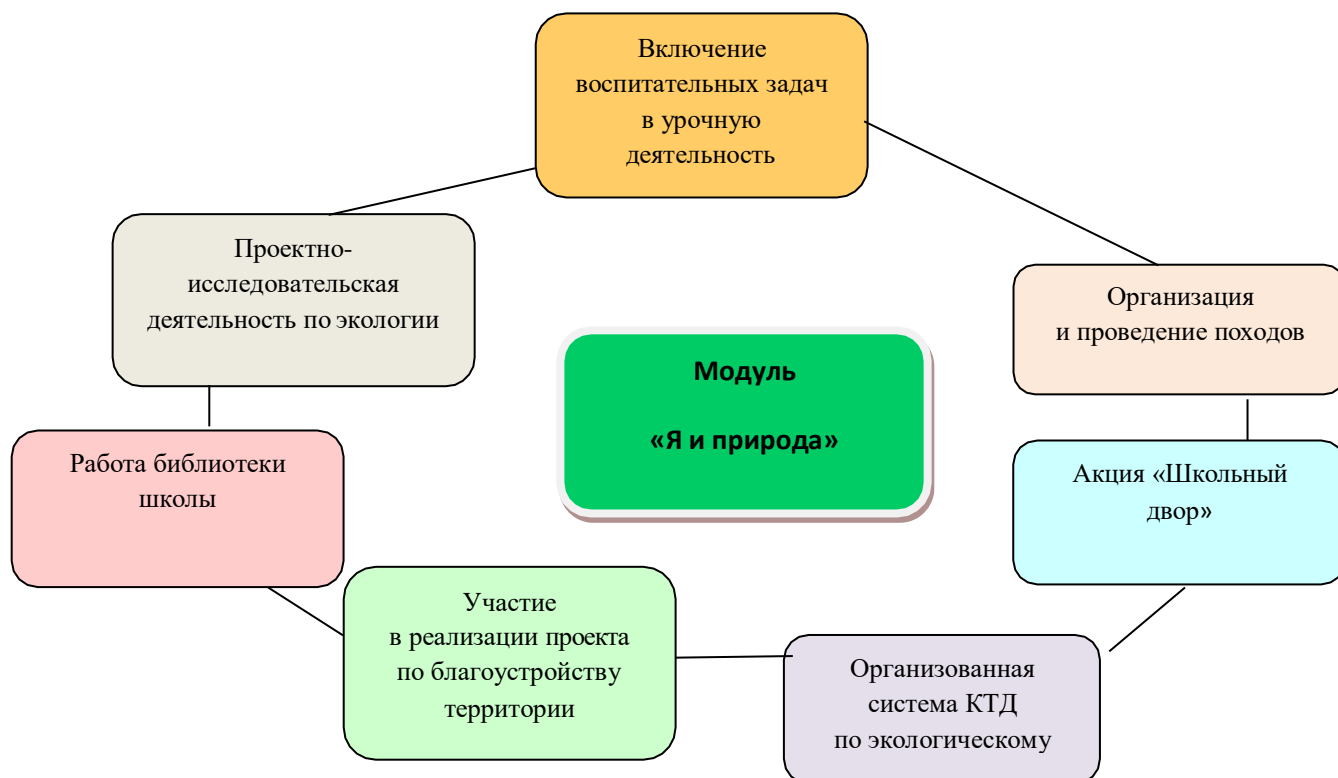 Включение
воспитательных задач
в урочную
деятельность
Проектно-
исследовательская
деятельность по экологии
Организация
и проведение походов
Модуль
«Я и природа»
Работа библиотеки
школы
Акция «Школьный
двор»
Участие
в реализации проекта
по благоустройству
территории
Организованная
система КТД
по экологическому